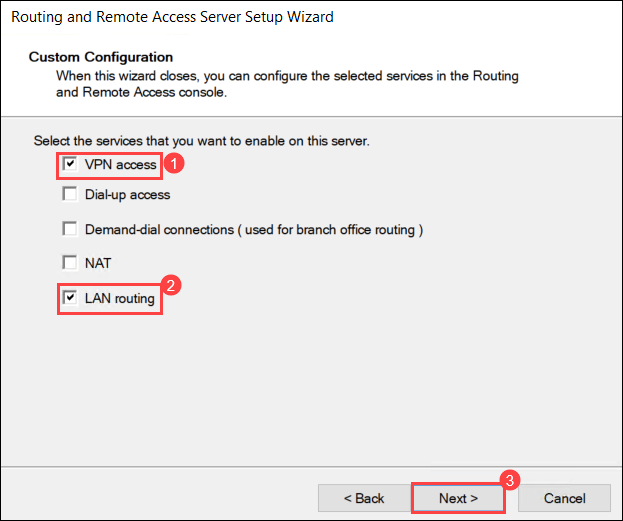 Routing and Remote Access Server Setup Wizard
Custom Configuration
When this wizard closes, you can configure the selected services in the Routing
and Remote Access console.
Select the services that you want to enable on this server.
VPN access 1
Dial-up access
Demand-dial connections ( used for branch office routing )
NAT
2
LAN routing
3
< Back Next > Cancel